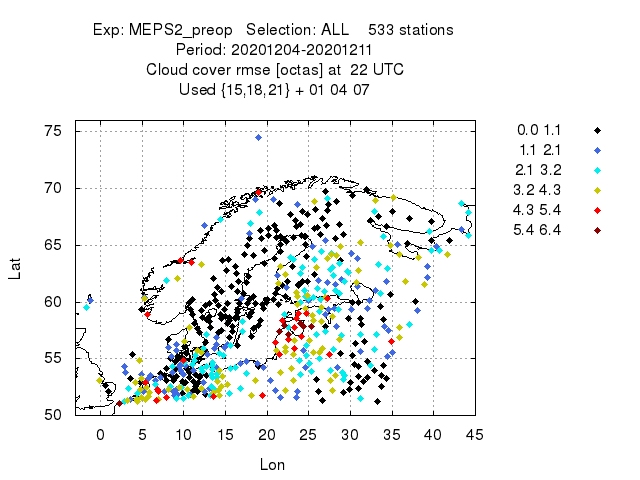 Exp: MEPS2_preop   Selection: ALL    533 stations
Period: 20201204-20201211
Cloud cover rmse [octas] at  22 UTC
Used {15,18,21} + 01 04 07
0.0 1.1
1.1 2.1
2.1 3.2
3.2 4.3
4.3 5.4
5.4 6.4
75
70
65
60
55
50
Lat
0 5 10 15 20 25 30 35 40 45
Lon